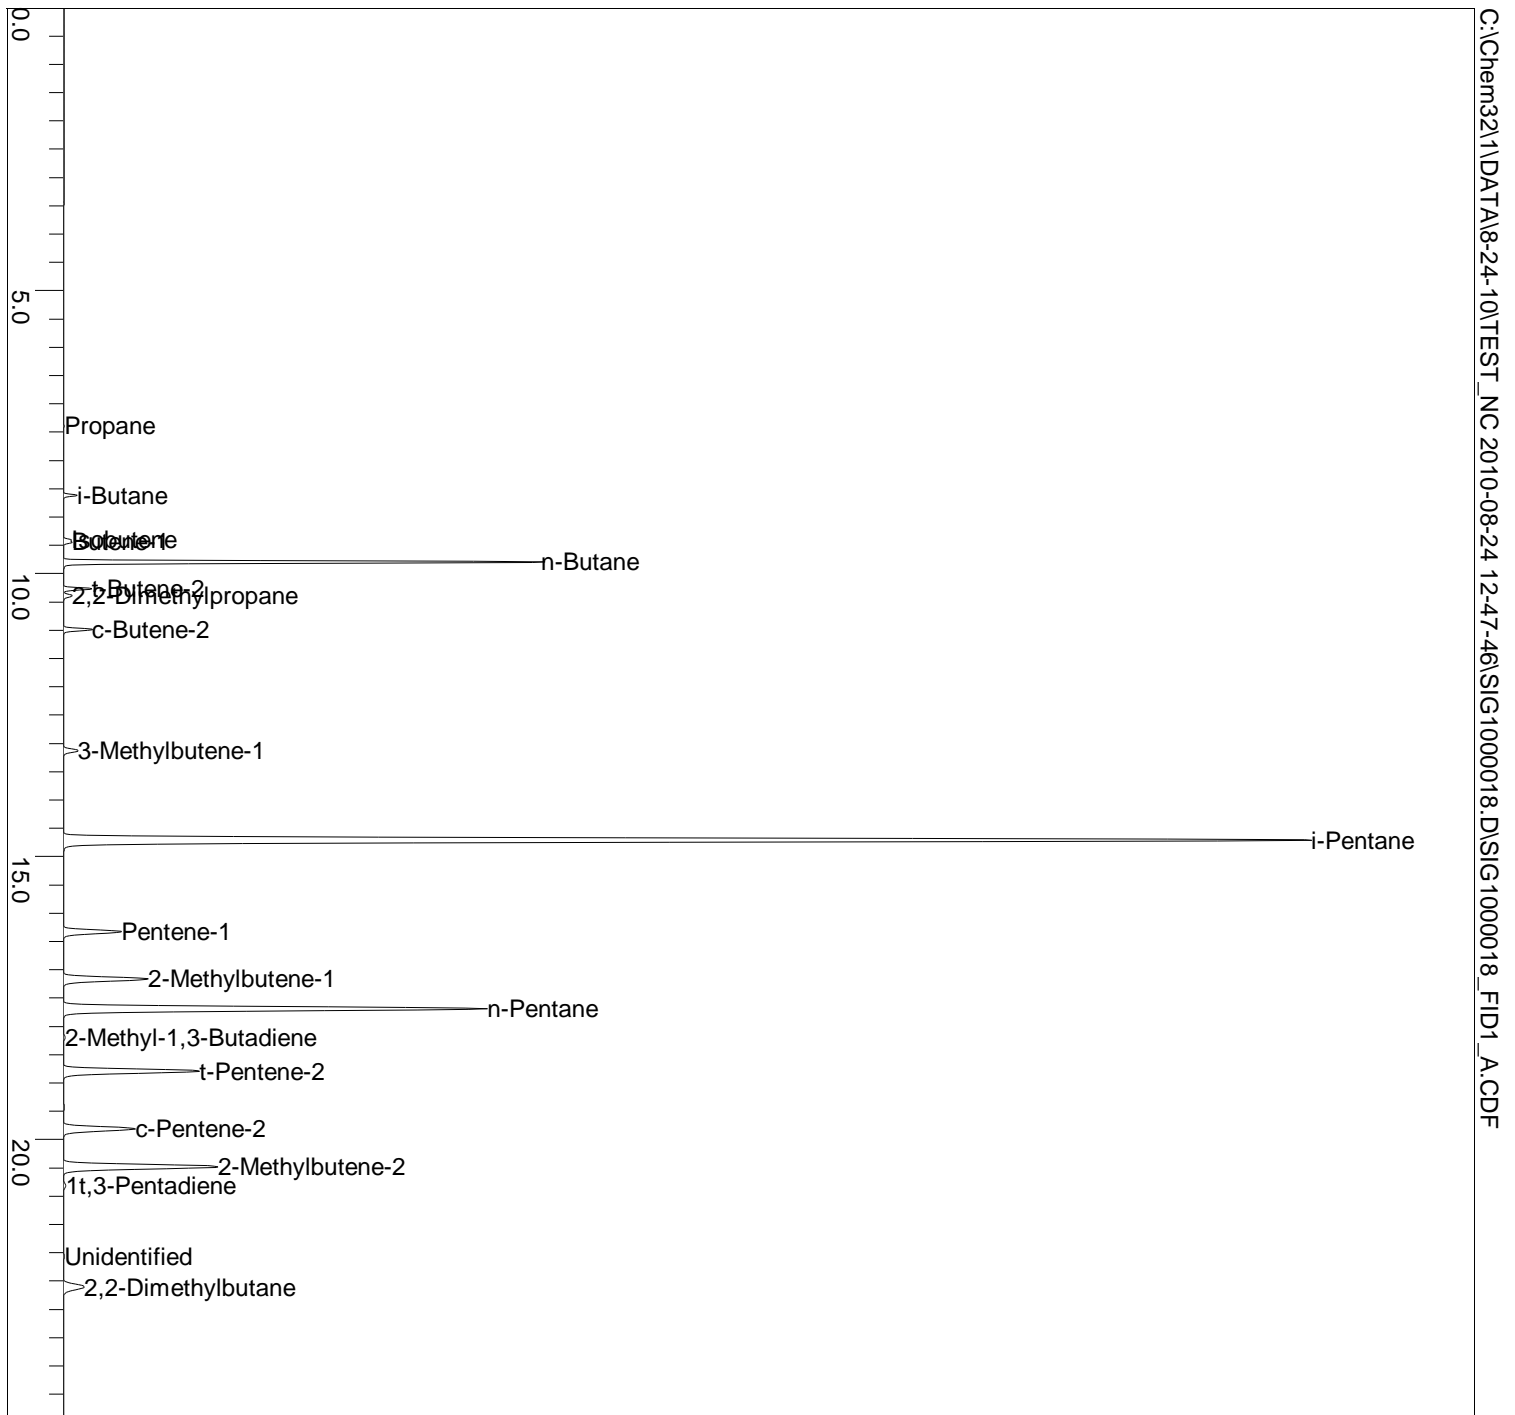 C:\Chem32\1\DATA\8-24-10\TEST_NC 2010-08-24 12-47-46\SIG1000018.D\SIG1000018_FID1_A.CDF
0.0
5.0
Propane
i-Butane
Isobutene
Butene-1
n-Butane
10.0
t-Butene-2
2,2-Dimethylpropane
c-Butene-2
3-Methylbutene-1
i-Pentane
15.0
Pentene-1
2-Methylbutene-1
n-Pentane
2-Methyl-1,3-Butadiene
t-Pentene-2
c-Pentene-2
20.0
2-Methylbutene-2
1t,3-Pentadiene
Unidentified
2,2-Dimethylbutane